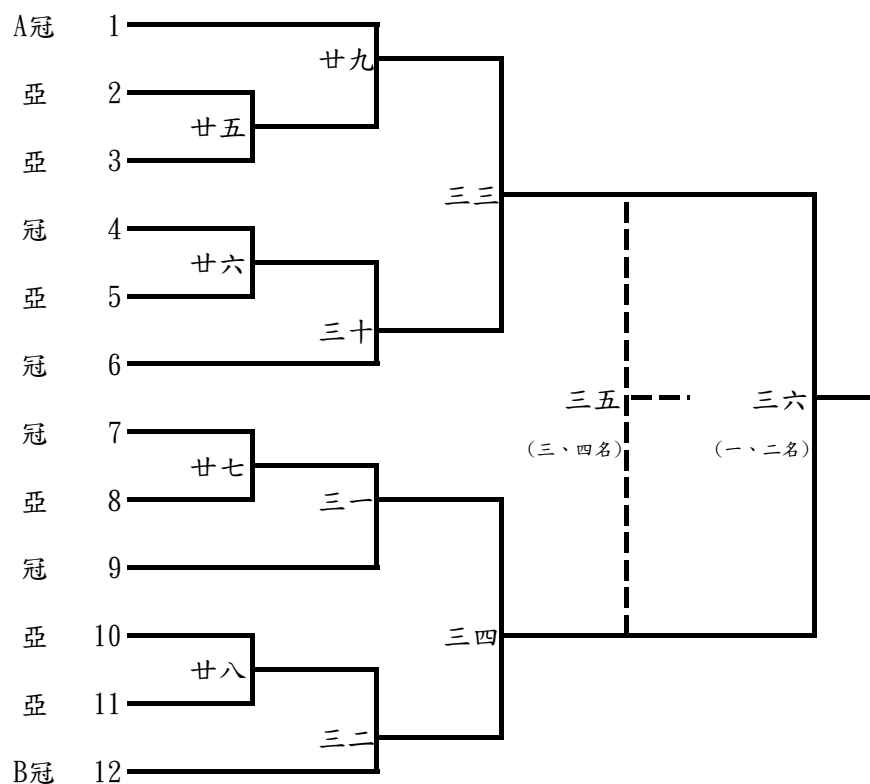 A冠 1
廿九
亞 2
廿五
亞 3
三三
冠 4
廿六
亞 5
三十
冠 6
三五 三六
冠 7
(三、四名) (一、二名)
廿七
亞 8
三一
冠 9
亞 10
三四
廿八
亞 11
三二
B冠 12